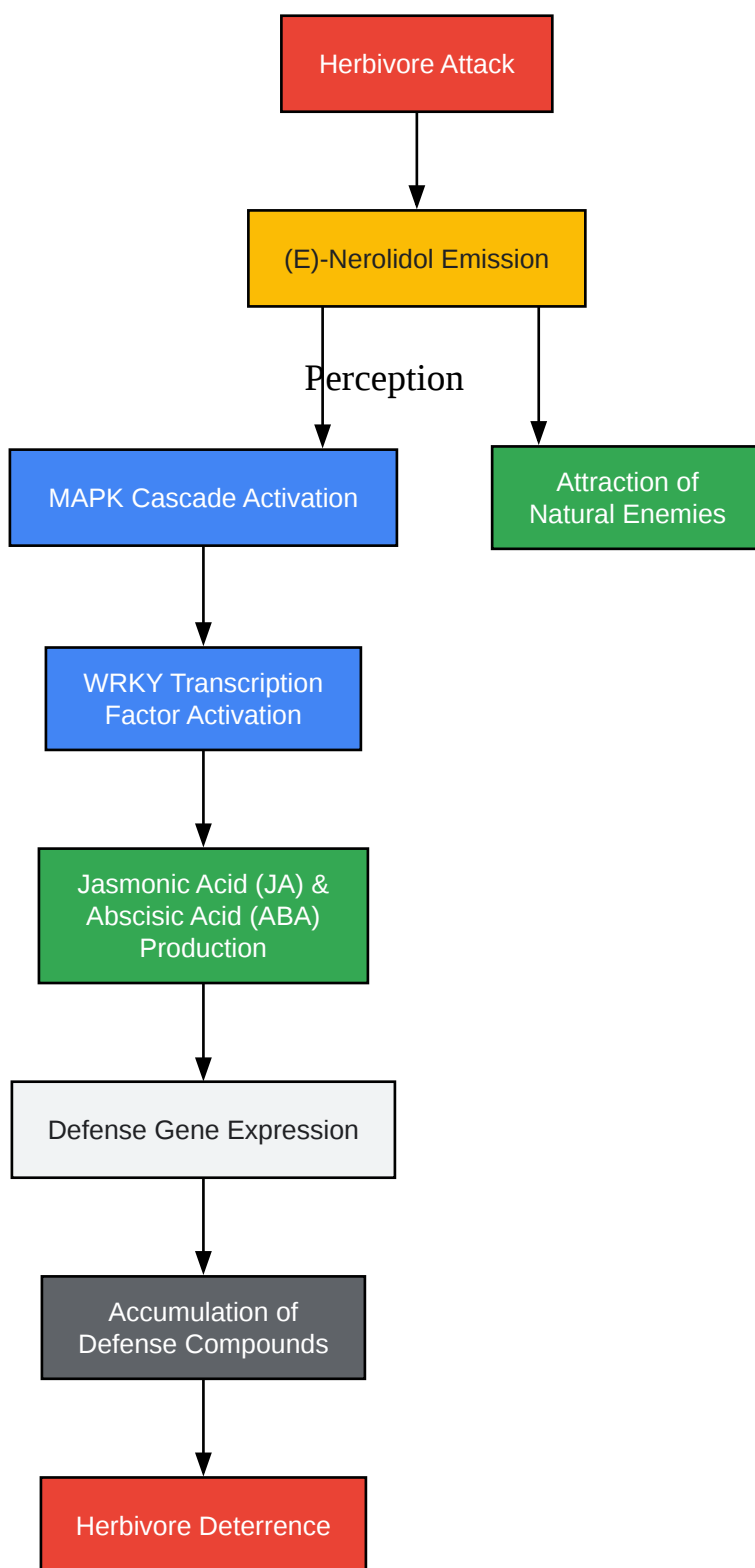 Herbivore Attack
(E)-Nerolidol Emission
Perception
MAPK Cascade Activation
Attraction of
Natural Enemies
WRKY Transcription
Factor Activation
Jasmonic Acid (JA) &
Abscisic Acid (ABA)
Production
Defense Gene Expression
Accumulation of
Defense Compounds
Herbivore Deterrence